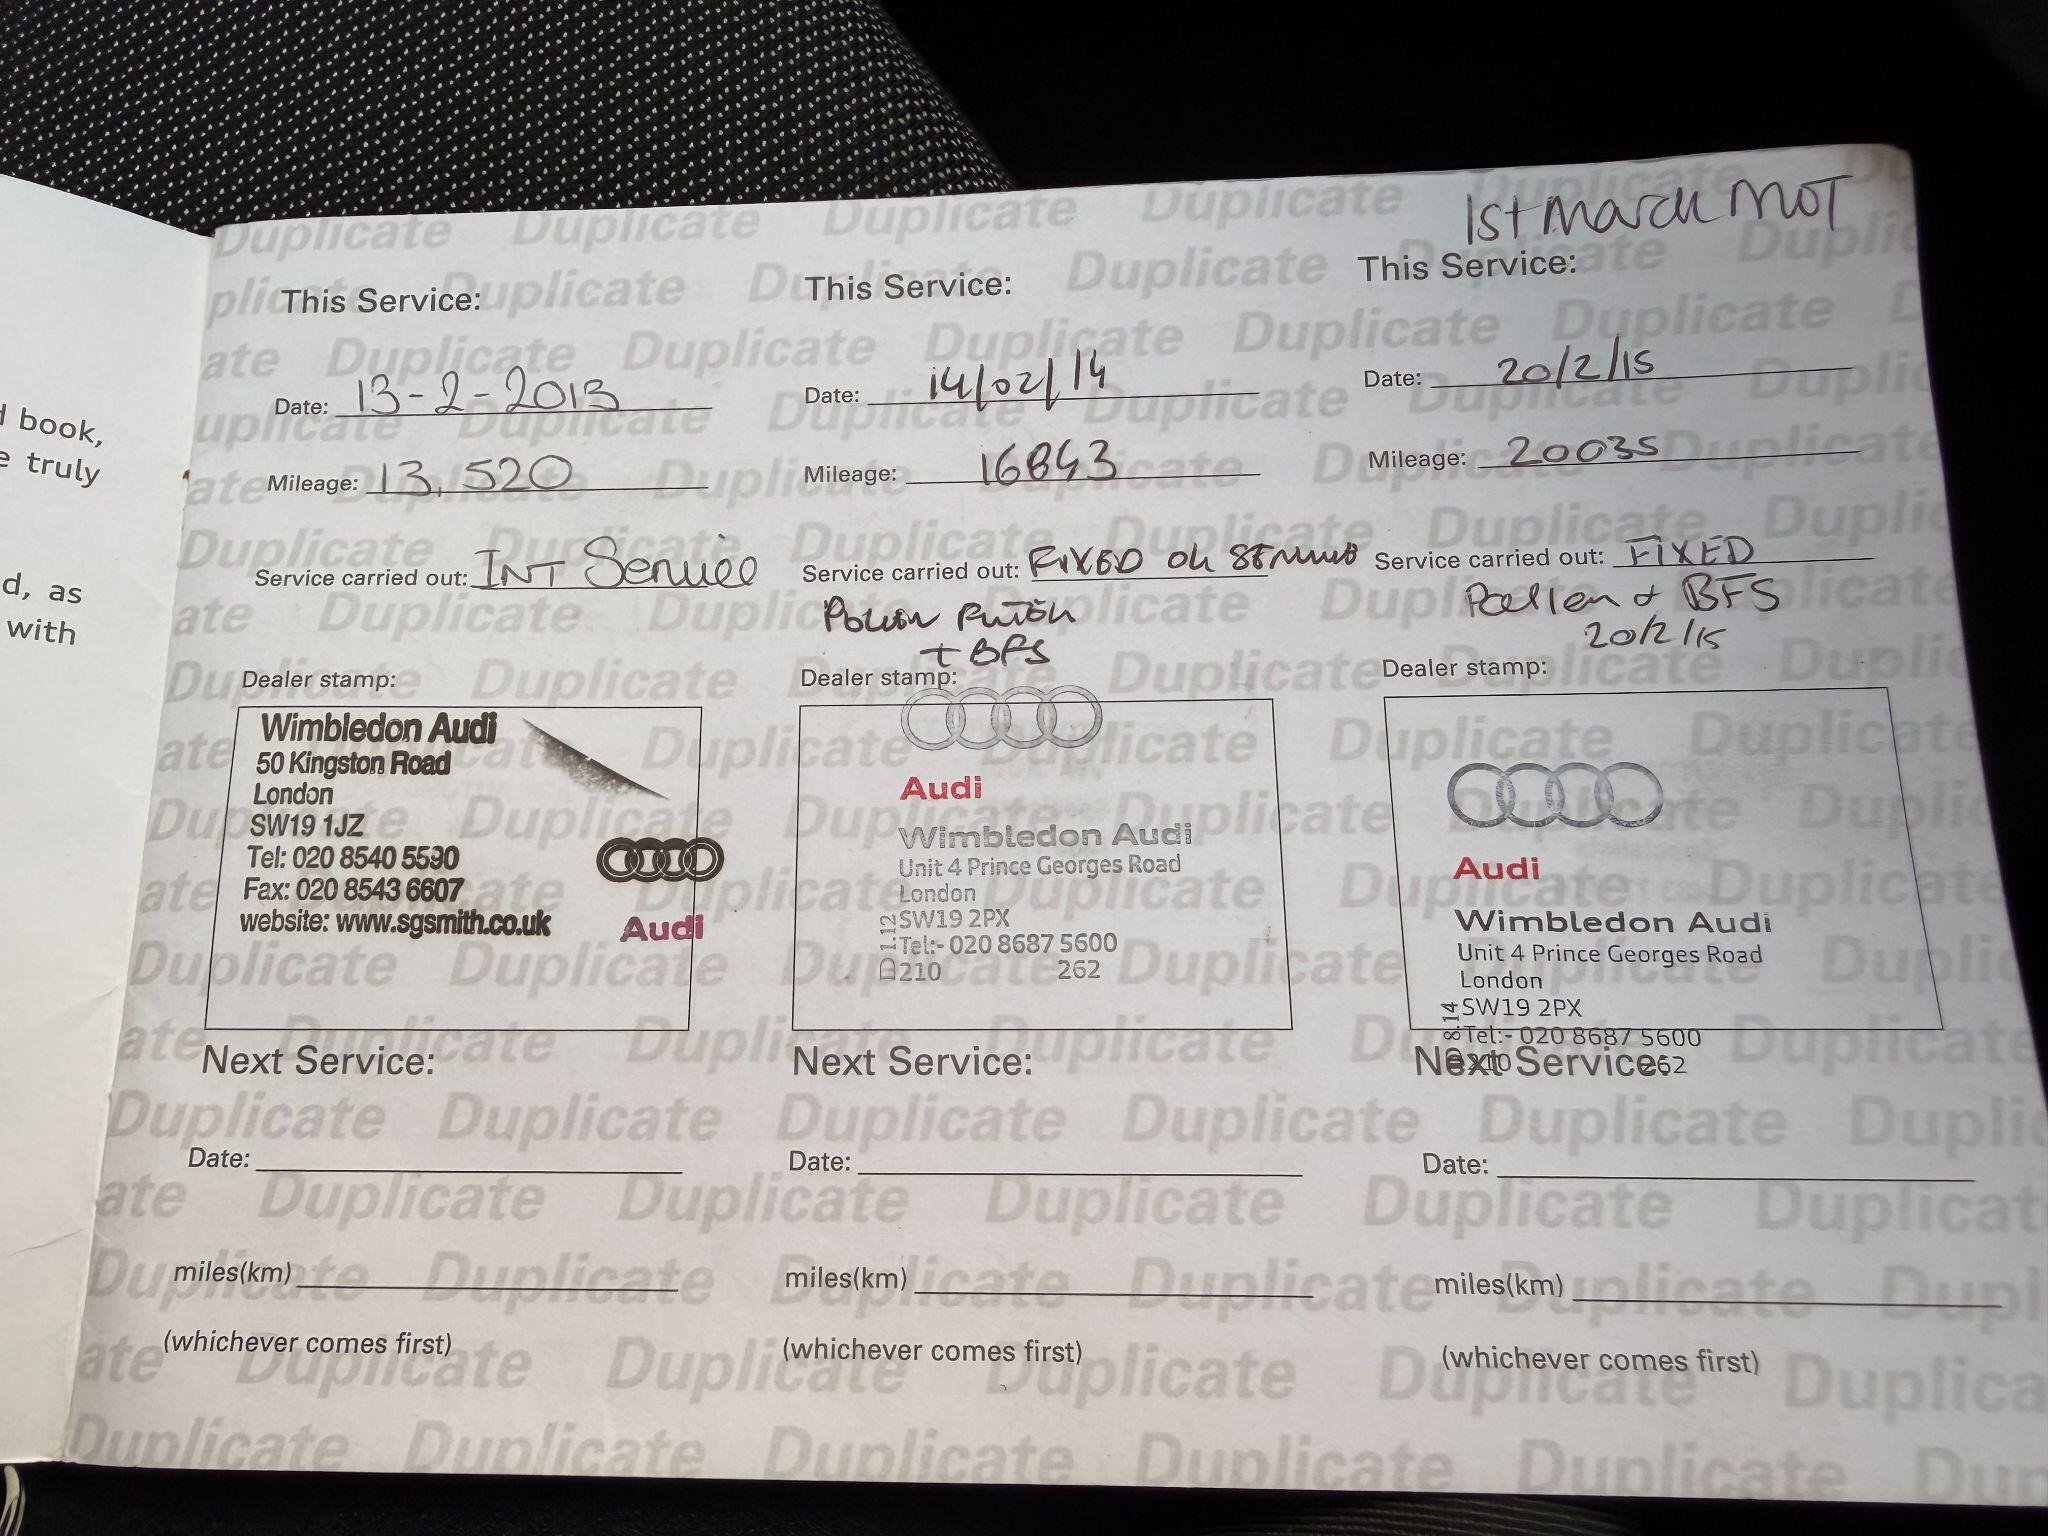 d book,
e truly
d, as
with
1st March MOT
This Service:
Date: 13-2-2013
Mileage: 13,520
Service carried out: INT Service
Dealer stamp:
Wimbledon Audi
50 Kingston Road
London
SW19 1JZ
Tel: 020 8540 5590
Fax: 020 8543 6607
website: www.sgsmith.co.uk
Audi
Next Service:
Date:
miles(km)
(whichever comes first)
This Service:
Date: 14/02/14
Mileage: 16843
Service carried out: FIXED
+ BFS
Dealer stamp:
Audi
Wimbledon Audi
Unit 4 Prince Georges Road
London
SW19 2PX
Tel:- 020 8687 5600
210 262
Next Service:
Date:
miles(km)
(whichever comes first)
This Service:
Date: 20/2/15
Mileage: 20035
Service carried out: FIXED
Pollen & BFS
20/2/15
Dealer stamp:
Audi
Wimbledon Audi
Unit 4 Prince Georges Road
London
SW19 2PX
Tel:- 020 8687 5600
210 262
Next Service:
Date:
miles(km)
(whichever comes first)
Duplicate